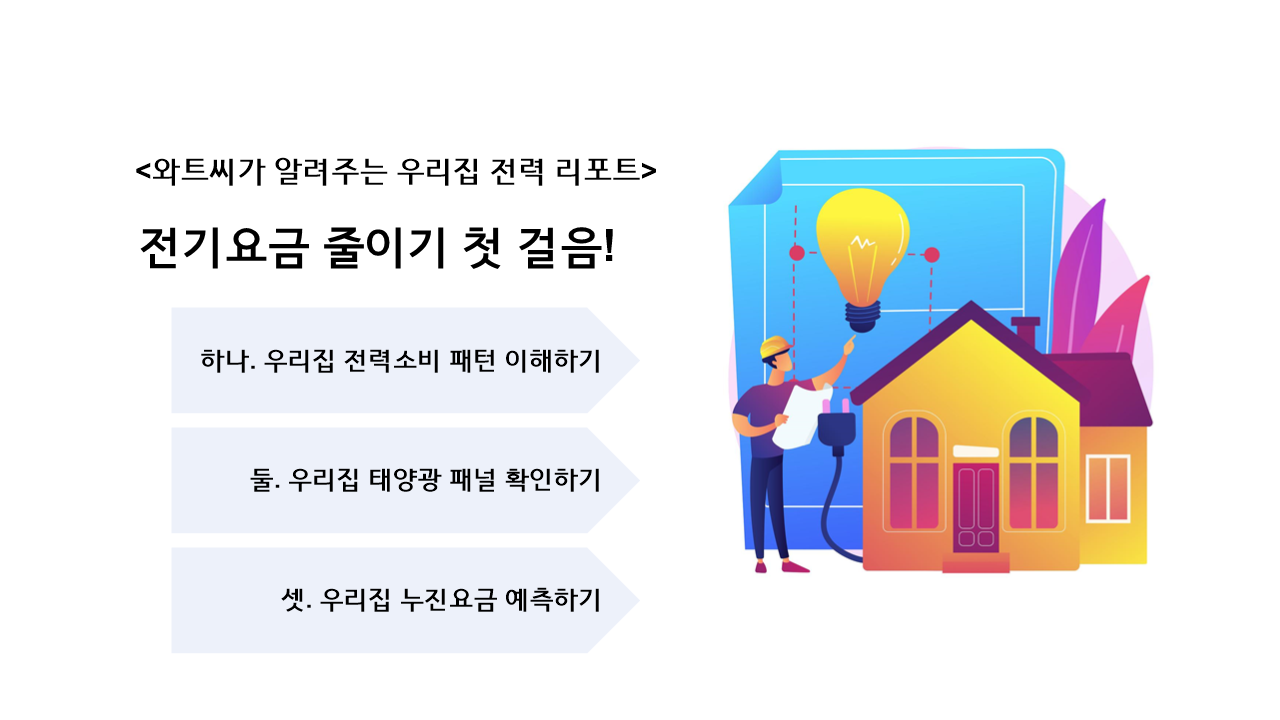 <와트씨가 알려주는 우리집 전력 리포트>
전기요금 줄이기 첫 걸음!
하나. 우리집 전력소비 패턴 이해하기
둘. 우리집 태양광 패널 확인하기
셋. 우리집 누진요금 예측하기